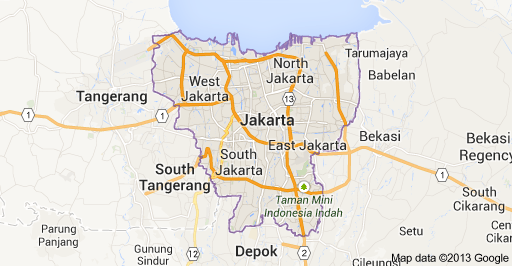 North
Jakarta
Tarumajaya
Babelan
West
Jakarta
Tangerang
13
1
1
Jakarta
Bekasi
East Jakarta
Bekasi
Regency
South
Jakarta
South
Tangerang
1
Taman Mini
Indonesia Indah
South
Cikarang
Parung
Panjang
Gunung
Sindur
Depok
2
Cileungsi
Map data ©2013 Google